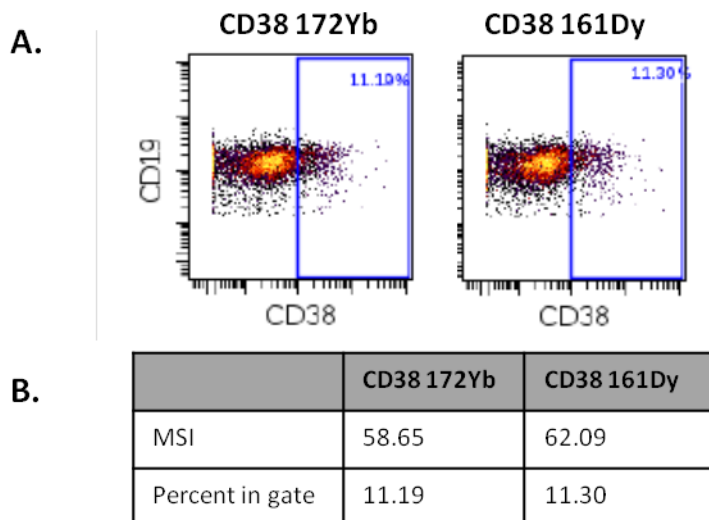 A.
CD38 172Yb
CD38 161Dy
11.19%
11.30%
CD19
CD38
CD38
B.
CD38 172Yb CD38 161Dy
MSI 58.65 62.09
Percent in gate 11.19 11.30